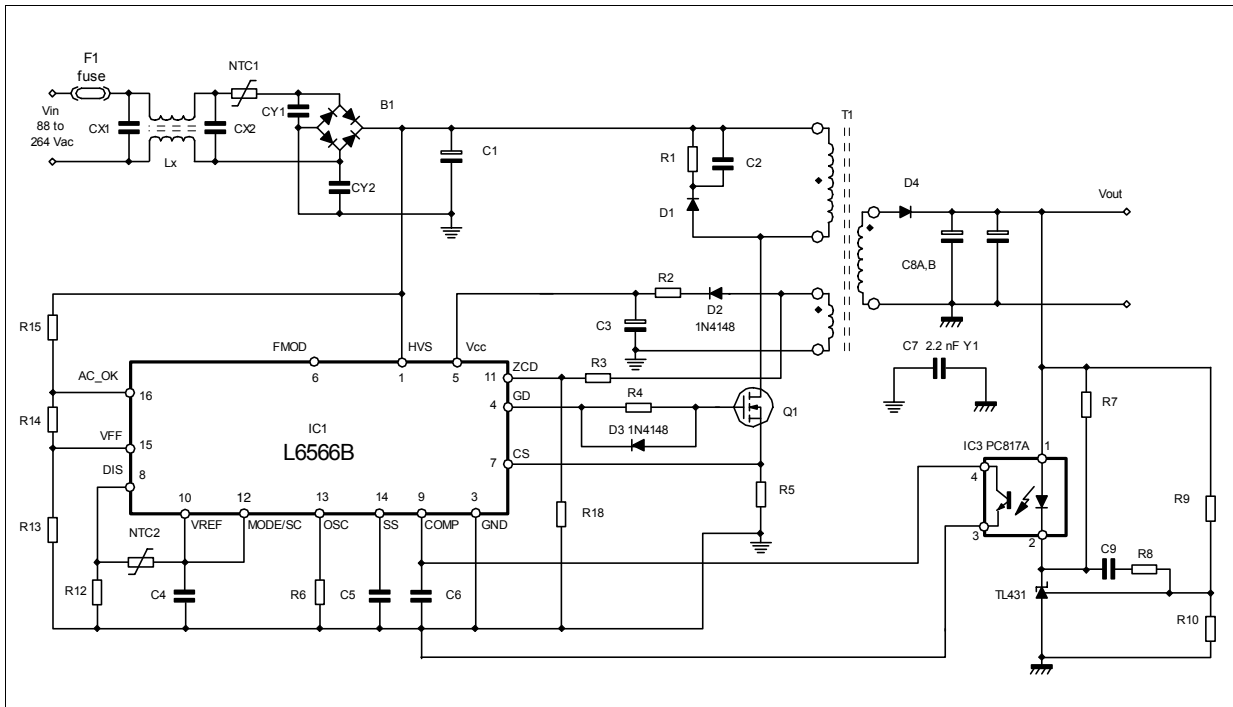 F1
fuse
NTC1
Vin
88 to
264 Vac
CX1
Lx
CX2
CY1
B1
CY2
C1
R1
C2
D1
T1
D4
Vout
C8A,B
R2
D2
1N4148
C3
C7 2.2 nF Y1
R15
FMOD
HVS
Vcc
6
1
5
11
ZCD
R3
AC_OK
16
4
GD
R4
Q1
R7
R14
IC1
D3 1N4148
VFF
15
L6566B
IC3 PC817A
1
DIS
8
7
CS
4
R5
R9
10
12
13
14
9
3
R18
R13
VREF
MODE/SC
OSC
SS
COMP
GND
3
2
NTC2
C9
R8
R12
C4
R6
C5
C6
TL431
R10